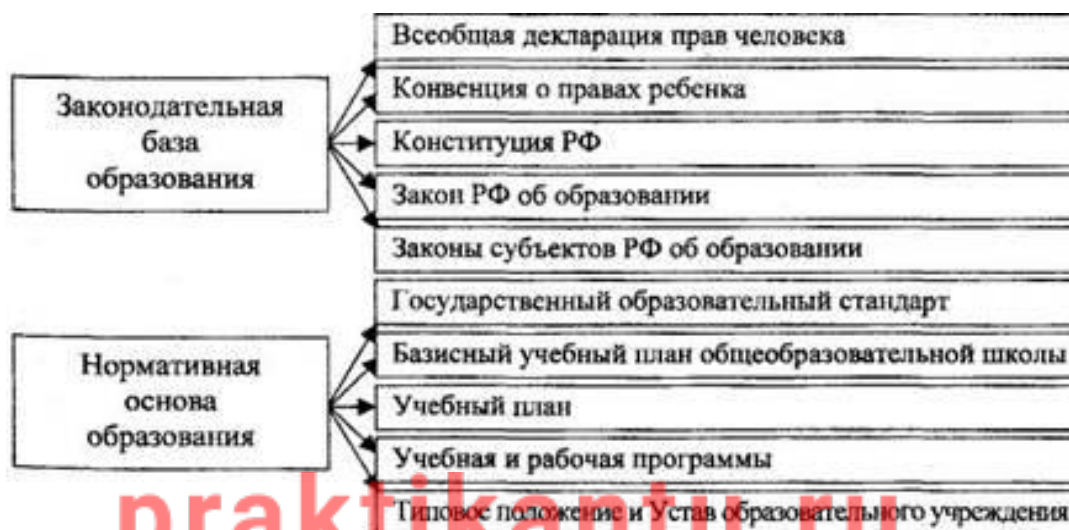 Законодательная
база
образования
Всеобщая декларация прав человека
Конвенция о правах ребенка
Конституция РФ
Закон РФ об образовании
Законы субъектов РФ об образовании
Нормативная
основа
образования
Государственный образовательный стандарт
Базисный учебный план общеобразовательной школы
Учебный план
Учебная и рабочая программы
Типовое положение и Устав образовательного учреждения
praktikantu.ru